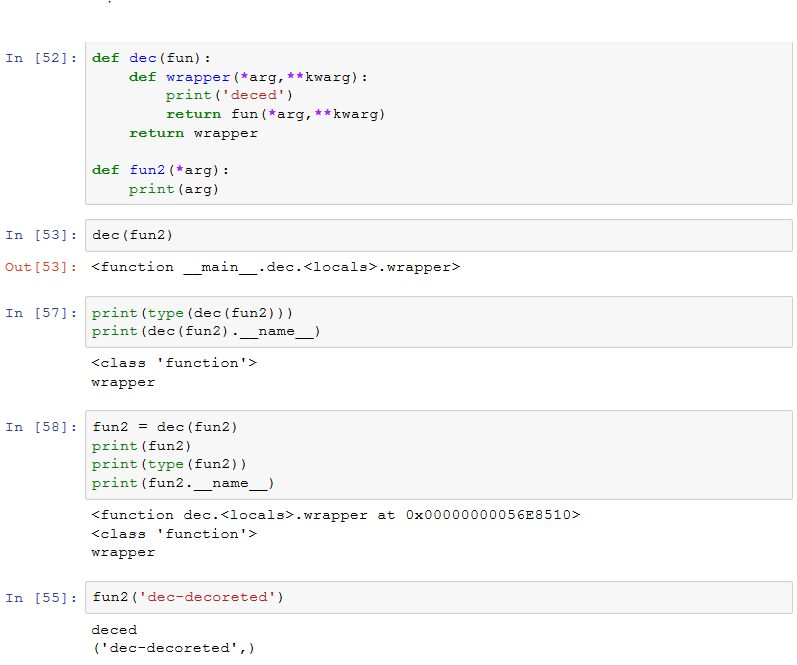 In [52]: def dec(fun):
    def wrapper(*arg,**kwarg):
        print('deced')
        return fun(*arg,**kwarg)
    return wrapper
def fun2(*arg):
    print(arg)
In [53]: dec(fun2)
Out[53]: <function __main__.dec.<locals>.wrapper>
In [57]: print(type(dec(fun2)))
print(dec(fun2).__name__)
<class 'function'>
wrapper
In [58]: fun2 = dec(fun2)
print(fun2)
print(type(fun2))
print(fun2.__name__)
<function dec.<locals>.wrapper at 0x00000000056E8510>
<class 'function'>
wrapper
In [55]: fun2('dec-decoreted')
deced
('dec-decoreted',)